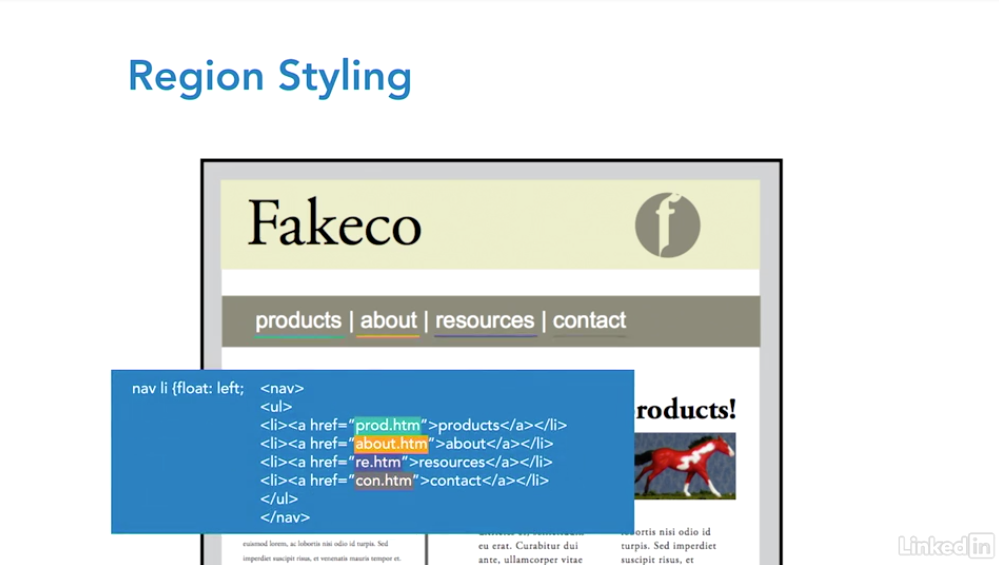 Region Styling
Fakeco
f
products | about | resources | contact
nav li {float: left; <nav>
<ul>
<li><a href="prod.htm">products</a></li>
<li><a href="about.htm">about</a></li>
<li><a href="re.htm">resources</a></li>
<li><a href="con.htm">contact</a></li>
</ul>
</nav>
roducts!
euismod lorem, ac lobortis nisi odio id turpis. Sed
imperdiet suscipit risus, et venenatis mauris tempor et.
eu erat. Curabitur dui
ante, ullamcorper vitae
lobortis nisi odio id
turpis. Sed imperdiet
suscipit risus, et
LinkedIn